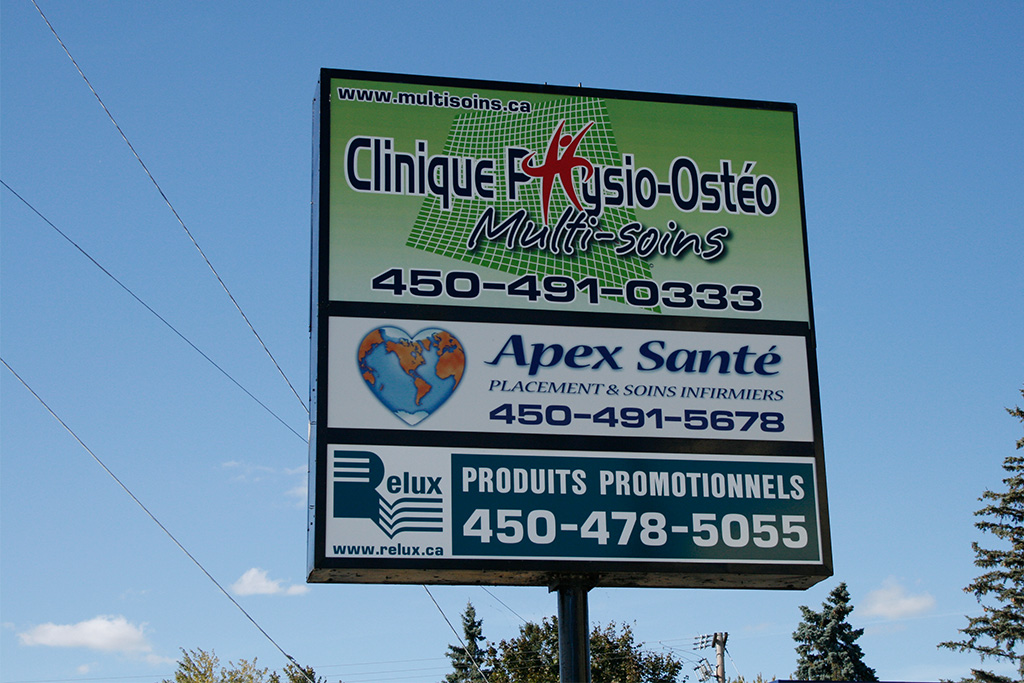 www.multisoins.ca
Clinique Physio-Ostéo
Multi-soins
450-491-0333
Apex Santé
PLACEMENT & SOINS INFIRMIERS
450-491-5678
Relux
www.relux.ca
PRODUITS PROMOTIONNELS
450-478-5055